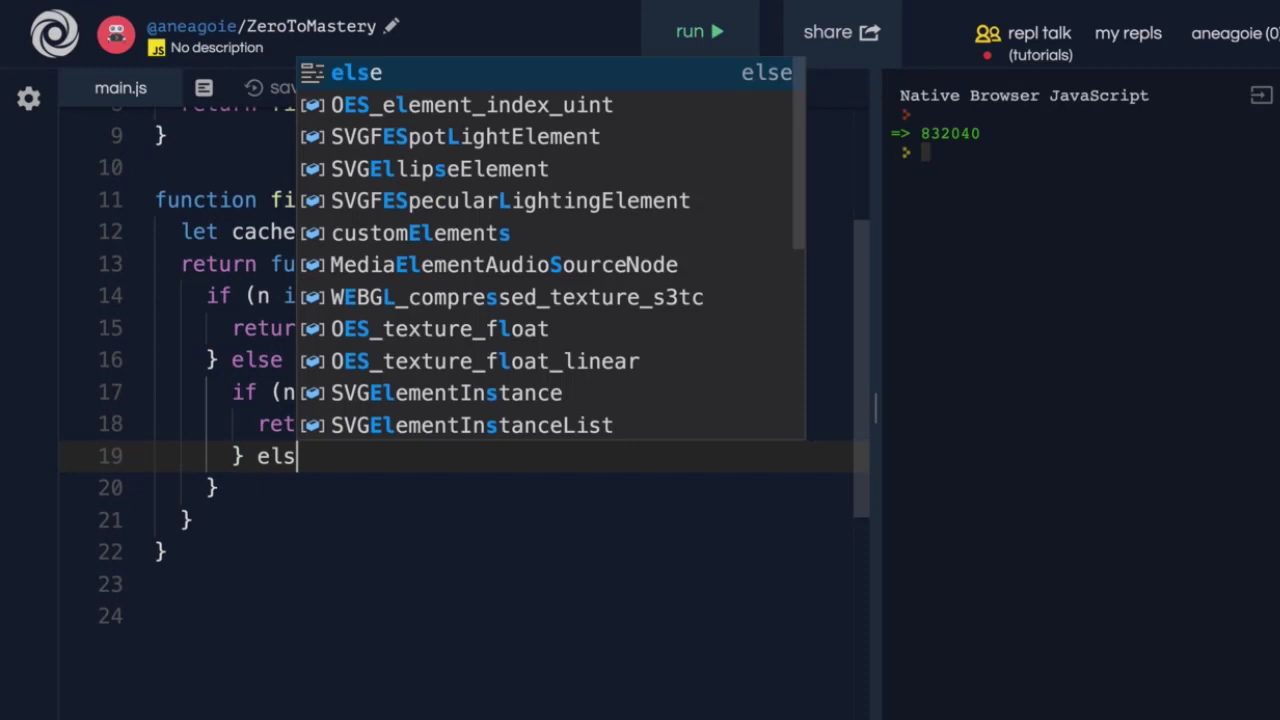 @aneagoie/ZeroToMastery
JS No description
run
share
repl talk
(tutorials)
my repls
aneagoie (0)
main.js
Native Browser JavaScript
=> 832040
9 }
10
11 function fi
12 let cache
13 return fu
14 if (n i
15 retur
16 } else
17 if (n
18 ret
19 } els
20 }
21 }
22 }
23
24
else else
OES_element_index_uint
SVGFESpotLightElement
SVGEllipseElement
SVGFESpecularLightingElement
customElements
MediaElementAudioSourceNode
WEBGL_compressed_texture_s3tc
OES_texture_float
OES_texture_float_linear
SVGElementInstance
SVGElementInstanceList